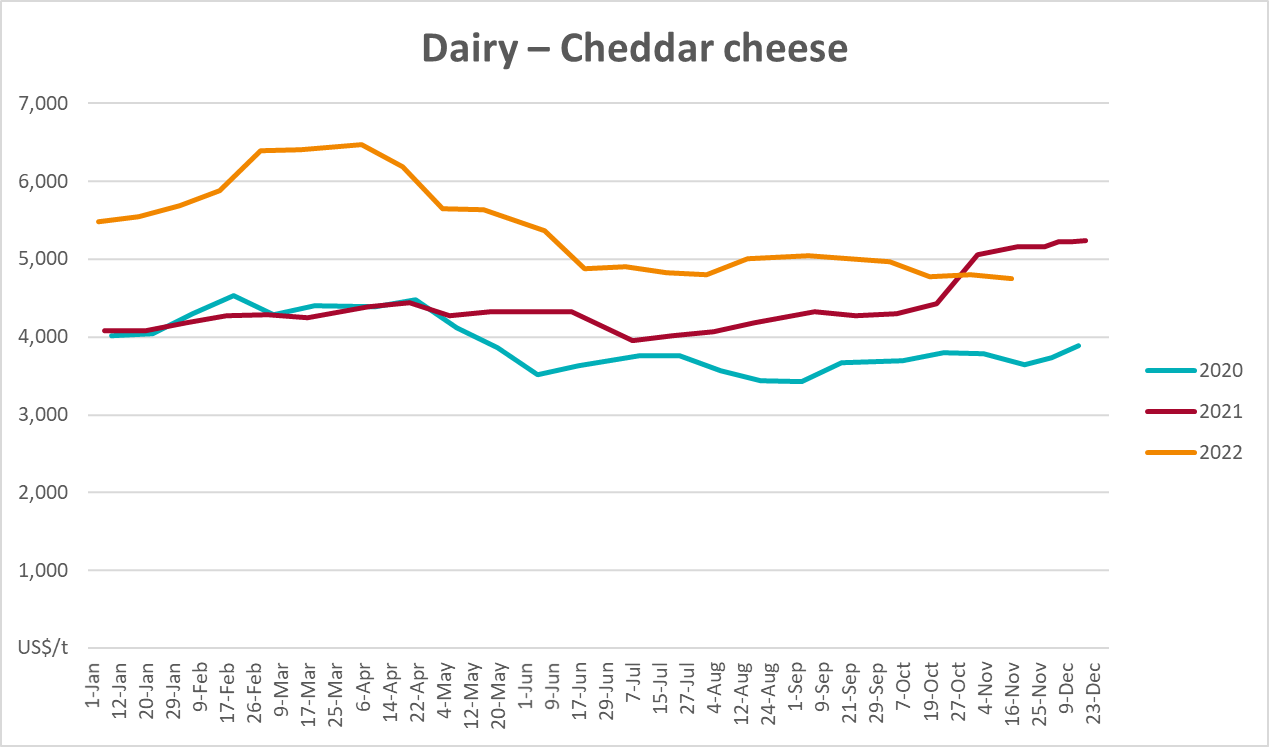 Dairy – Cheddar cheese
7,000
6,000
5,000
4,000
3,000
2,000
1,000
US$/t
1-Jan
12-Jan
20-Jan
29-Jan
9-Feb
17-Feb
26-Feb
9-Mar
17-Mar
25-Mar
6-Apr
14-Apr
22-Apr
4-May
12-May
20-May
1-Jun
9-Jun
17-Jun
29-Jun
7-Jul
15-Jul
27-Jul
4-Aug
12-Aug
24-Aug
1-Sep
9-Sep
21-Sep
29-Sep
7-Oct
19-Oct
27-Oct
4-Nov
16-Nov
25-Nov
9-Dec
23-Dec
2020
2021
2022